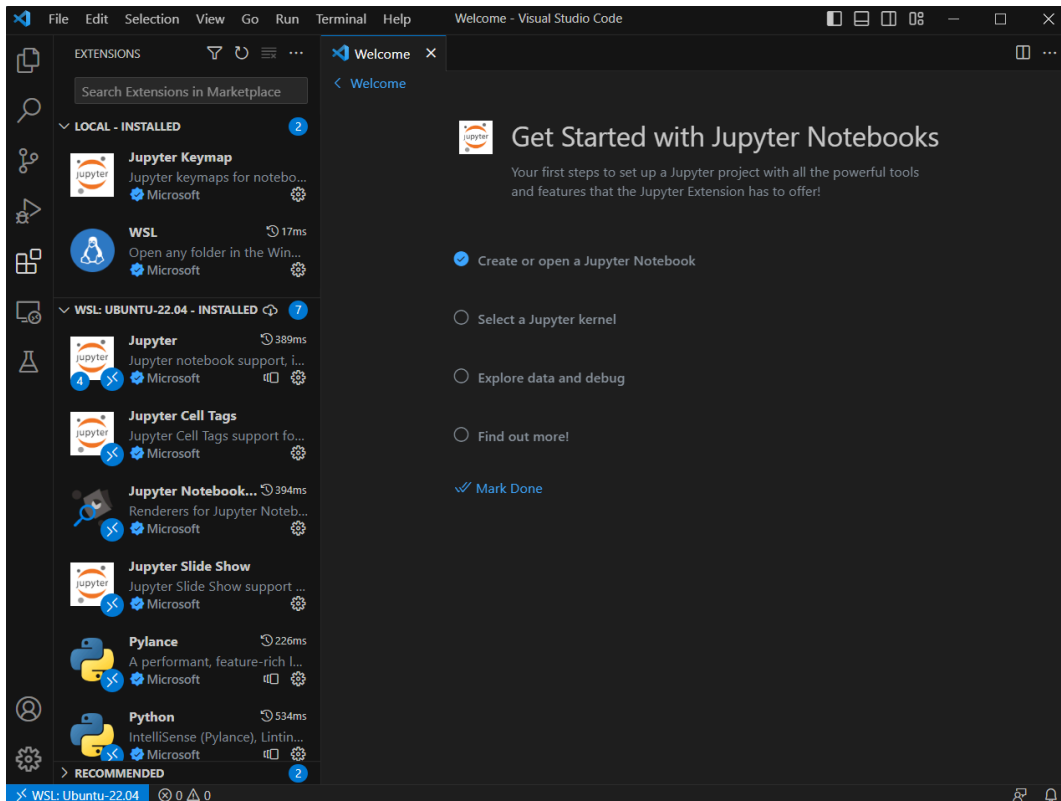 File Edit Selection View Go Run Terminal Help Welcome - Visual Studio Code
EXTENSIONS
Search Extensions in Marketplace
LOCAL - INSTALLED 2
Jupyter Keymap
Jupyter keymaps for notebo...
Microsoft
WSL 17ms
Open any folder in the Win...
Microsoft
WSL: UBUNTU-22.04 - INSTALLED 7
Jupyter 389ms
Jupyter notebook support, i...
4 Microsoft
Jupyter Cell Tags
Jupyter Cell Tags support fo...
Microsoft
Jupyter Notebook... 394ms
Renderers for Jupyter Noteb...
Microsoft
Jupyter Slide Show
Jupyter Slide Show support ...
Microsoft
Pylance 226ms
A performant, feature-rich l...
Microsoft
Python 534ms
IntelliSense (Pylance), Lintin...
Microsoft
RECOMMENDED 2
Welcome
Welcome
jupyter
Get Started with Jupyter Notebooks
Your first steps to set up a Jupyter project with all the powerful tools
and features that the Jupyter Extension has to offer!
Create or open a Jupyter Notebook
Select a Jupyter kernel
Explore data and debug
Find out more!
Mark Done
jupyter
jupyter
jupyter
jupyter
WSL: Ubuntu-22.04 0 0